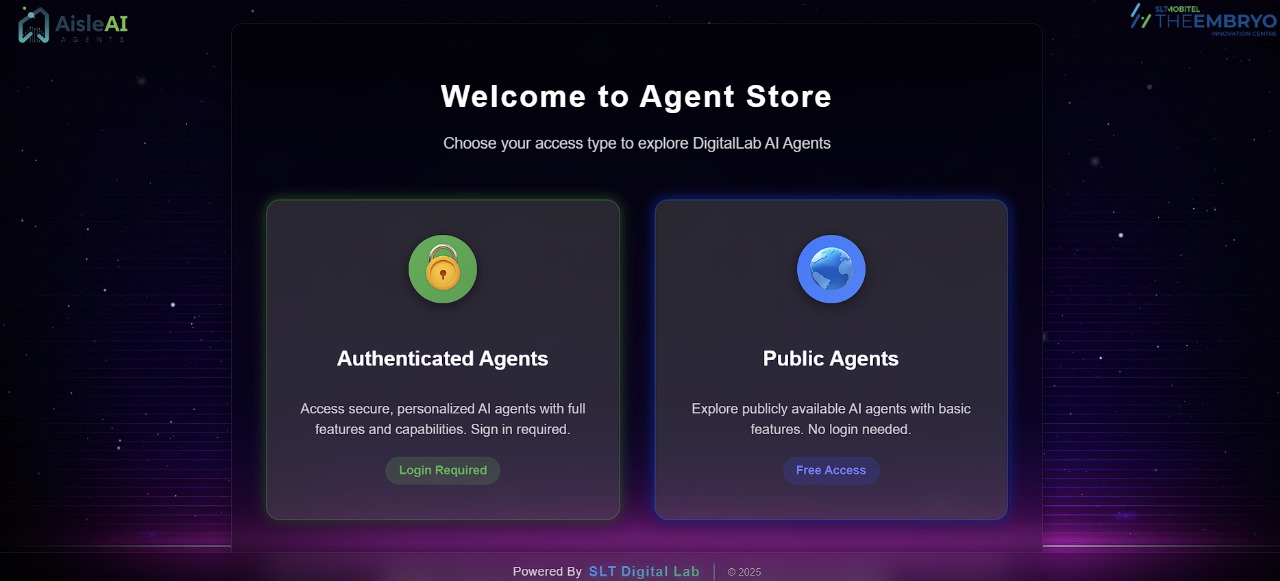 AisleAI
AGENTS
SLTMOBITEL
THEEMBRYO
INNOVATION CENTRE
Welcome to Agent Store
Choose your access type to explore DigitalLab AI Agents
Authenticated Agents
Access secure, personalized AI agents with full
features and capabilities. Sign in required.
Login Required
Public Agents
Explore publicly available AI agents with basic
features. No login needed.
Free Access
Powered By SLT Digital Lab | © 2025